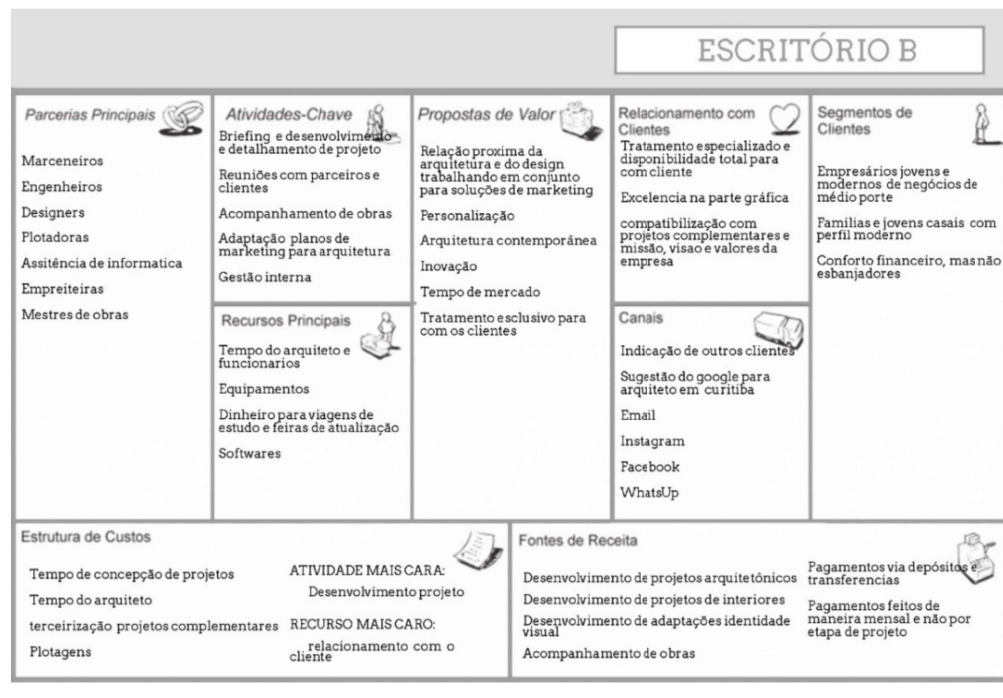 ESCRITÓRIO B
Parcerias Principais
Marceneiros
Engenheiros
Designers
Plotadoras
Assitência de informatica
Empreiteiras
Mestres de obras
Atividades-Chave
Briefing e desenvolvimento
e detalhamento de projeto
Reuniões com parceiros e
clientes
Acompanhamento de obras
Adaptação planos de
marketing para arquitetura
Gestão interna
Recursos Principais
Tempo do arquiteto e
funcionarios
Equipamentos
Dinheiro para viagens de
estudo e feiras de atualização
Softwares
Propostas de Valor
Relação proxima da
arquitetura e do design
trabalhando em conjunto
para soluções de marketing
Personalização
Arquitetura contemporânea
Inovação
Tempo de mercado
Tratamento esclusivo para
com os clientes
Relacionamento com
Clientes
Tratamento especializado e
disponibilidade total para
com cliente
Excelencia na parte gráfica
compatibilização com
projetos complementares e
missão, visao e valores da
empresa
Canais
Indicação de outros clientes
Sugestão do google para
arquiteto em curitiba
Email
Instagram
Facebook
WhatsUp
Segmentos de
Clientes
Empresários jovens e
modernos de negócios de
médio porte
Familias e jovens casais com
perfil moderno
Conforto financeiro, mas não
esbanjadores
Estrutura de Custos
Tempo de concepção de projetos
Tempo do arquiteto
terceirização projetos complementares
Plotagens
ATIVIDADE MAIS CARA:
Desenvolvimento projeto
RECURSO MAIS CARO:
relacionamento com o
cliente
Fontes de Receita
Desenvolvimento de projetos arquitetônicos
Desenvolvimento de projetos de interiores
Desenvolvimento de adaptações identidade
visual
Acompanhamento de obras
Pagamentos via depósitos e
transferencias
Pagamentos feitos de
maneira mensal e não por
etapa de projeto